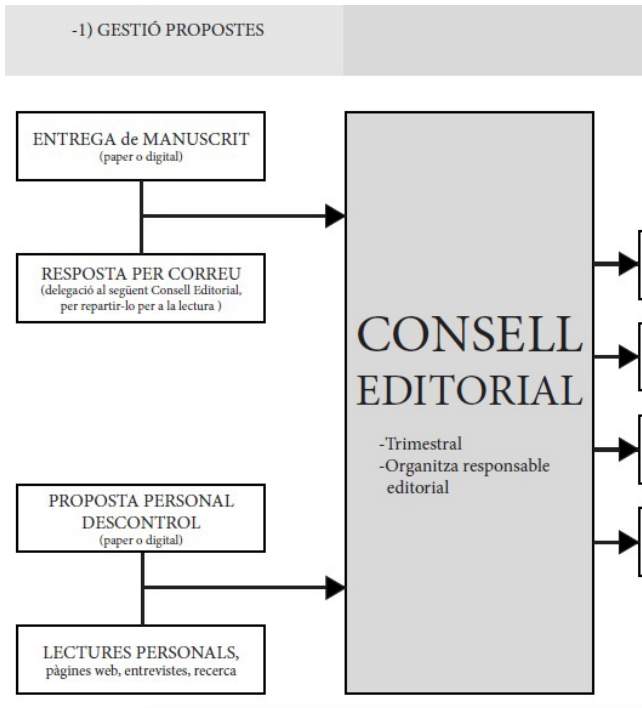 -1) GESTIÓ PROPOSTES
ENTREGA de MANUSCRIT
(paper o digital)
RESPOSTA PER CORREU
(delegació al següent Consell Editorial,
per repartir-lo per a la lectura )
PROPOSTA PERSONAL
DESCONTROL
(paper o digital)
LECTURES PERSONALS,
pàgines web, entrevistes, recerca
CONSELL
EDITORIAL
-Trimestral
-Organitza responsable
editorial